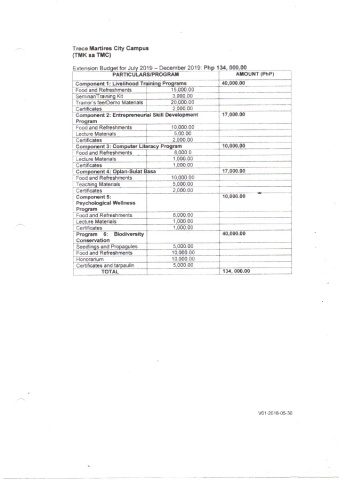 Trece Martires City Campus
(TMK sa TMC)
Extension Budget for July 2019 – December 2019: Php 134, 000.00
PARTICULARS/PROGRAM AMOUNT (PhP)
Component 1: Livelihood Training Programs 40,000.00
Food and Refreshments 15,000.00
Seminar/Training Kit 3,000.00
Trainor's fee/Demo Materials 20,000.00
Certificates 2,000.00
Component 2: Entrepreneurial Skill Development 17,000.00
Program
Food and Refreshments 10,000.00
Lecture Materials 5,00.00
Certificates 2,000.00
Component 3: Computer Literacy Program 10,000.00
Food and Refreshments 8,000.0
Lecture Materials 1,000.00
Certificates 1,000.00
Component 4: Oplan-Sulat Basa 17,000.00
Food and Refreshments 10,000.00
Teaching Materials 5,000.00
Certificates 2,000.00
Component 5: 10,000.00
Psychological Wellness
Program
Food and Refreshments 8,000.00
Lecture Materials 1,000.00
Certificates 1,000.00
Program 6: Biodiversity 40,000.00
Conservation
Seedlings and Propagules 5,000.00
Food and Refreshments 10,000.00
Honorarium 10,000.00
Certificates and tarpaulin 5,000.00
TOTAL 134, 000.00
V01-2018-05-30